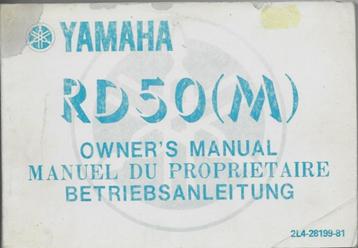 YAMAHA
RD50(M)
OWNER'S MANUAL
MANUEL DU PROPRIETAIRE
BETRIEBSANLEITUNG
2L4-28199-81